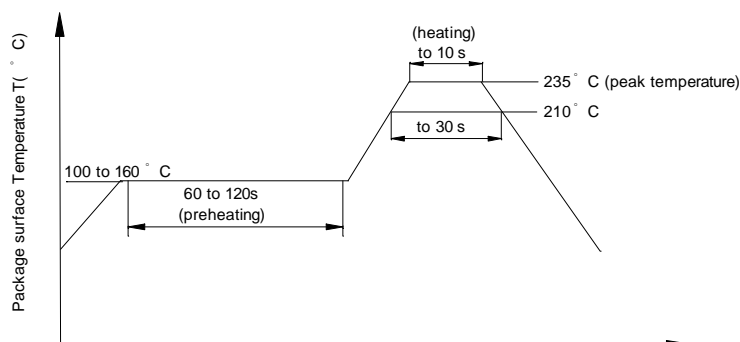 Package surface Temperature T(°C)
(heating)
to 10 s
235°C (peak temperature)
210°C
to 30 s
100 to 160°C
60 to 120s
(preheating)